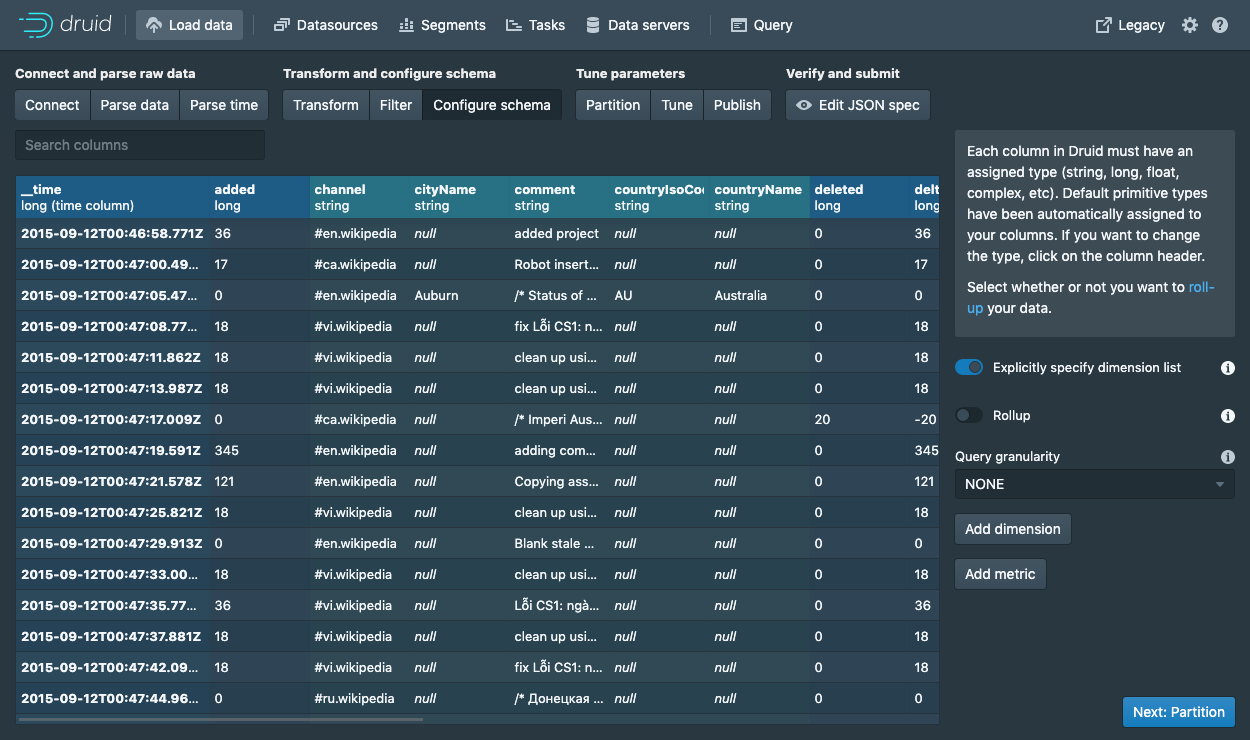 druid Load data Datasources Segments Tasks Data servers Query Legacy
Connect and parse raw data Transform and configure schema Tune parameters Verify and submit
Connect Parse data Parse time Transform Filter Configure schema Partition Tune Publish Edit JSON spec
Search columns
__time added channel cityName comment countryIsoCo countryName deleted delt
long (time column) long string string string string string long long
2015-09-12T00:46:58.771Z 36 #en.wikipedia null added project null null 0 36
2015-09-12T00:47:00.49... 17 #ca.wikipedia null Robot insert... null null 0 17
2015-09-12T00:47:05.47... 0 #en.wikipedia Auburn /* Status of ... AU Australia 0 0
2015-09-12T00:47:08.77... 18 #vi.wikipedia null fix Lỗi CS1: n... null null 0 18
2015-09-12T00:47:11.862Z 18 #vi.wikipedia null clean up usi... null null 0 18
2015-09-12T00:47:13.987Z 18 #vi.wikipedia null clean up usi... null null 0 18
2015-09-12T00:47:17.009Z 0 #ca.wikipedia null /* Imperi Aus... null null 20 -20
2015-09-12T00:47:19.591Z 345 #en.wikipedia null adding com... null null 0 345
2015-09-12T00:47:21.578Z 121 #en.wikipedia null Copying ass... null null 0 121
2015-09-12T00:47:25.821Z 18 #vi.wikipedia null clean up usi... null null 0 18
2015-09-12T00:47:29.913Z 0 #en.wikipedia null Blank stale ... null null 0 0
2015-09-12T00:47:33.00... 18 #vi.wikipedia null clean up usi... null null 0 18
2015-09-12T00:47:35.77... 36 #vi.wikipedia null Lỗi CS1: ngà... null null 0 36
2015-09-12T00:47:37.881Z 18 #vi.wikipedia null clean up usi... null null 0 18
2015-09-12T00:47:42.09... 18 #vi.wikipedia null fix Lỗi CS1: n... null null 0 18
2015-09-12T00:47:44.96... 0 #ru.wikipedia null /* Донецкая ... null null 0 0
Each column in Druid must have an
assigned type (string, long, float,
complex, etc). Default primitive types
have been automatically assigned to
your columns. If you want to change
the type, click on the column header.
Select whether or not you want to roll-
up your data.
Explicitly specify dimension list
Rollup
Query granularity
NONE
Add dimension
Add metric
Next: Partition